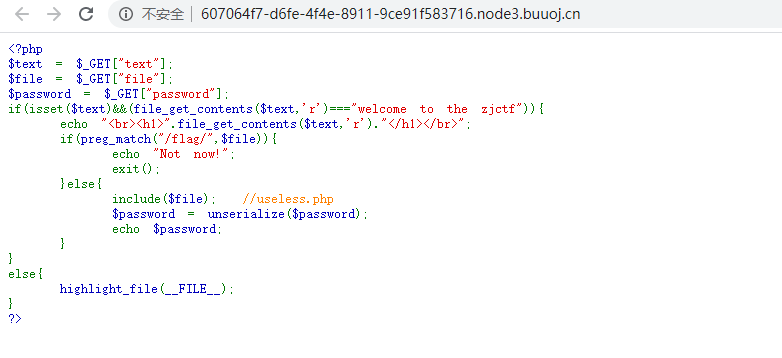 不安全 | 607064f7-d6fe-4f4e-8911-9ce91f583716.node3.buuoj.cn
<?php
$text = $_GET["text"];
$file = $_GET["file"];
$password = $_GET["password"];
if(isset($text)&&(file_get_contents($text,'r')==="welcome to the zjctf")){
    echo "<br><h1>".file_get_contents($text,'r')."</h1></br>";
    if(preg_match("/flag/",$file)){
        echo "Not now!";
        exit();
    }else{
        include($file);  //useless.php
        $password = unserialize($password);
        echo $password;
    }
}
else{
    highlight_file(__FILE__);
}
?>